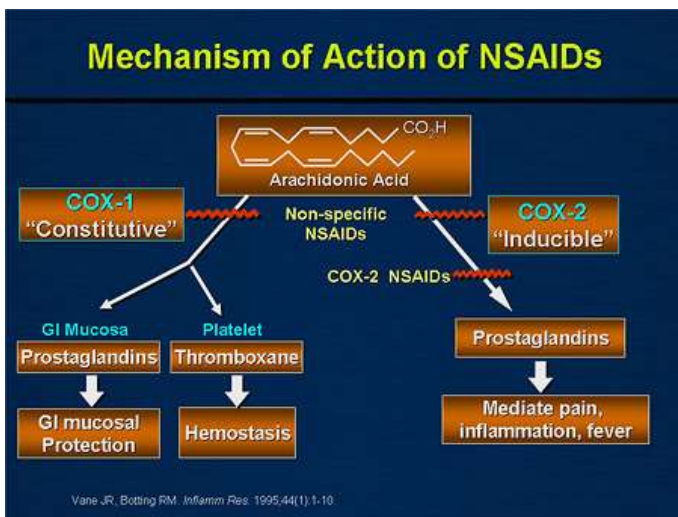 Mechanism of Action of NSAIDs
CO₂H
Arachidonic Acid
COX-1
"Constitutive"
Non-specific
NSAIDs
COX-2
"Inducible"
COX-2 NSAIDs
GI Mucosa
Prostaglandins
Platelet
Thromboxane
Prostaglandins
GI mucosal
Protection
Hemostasis
Mediate pain,
inflammation, fever
Vane JR, Botting RM. Inflamm Res. 1995;44(1):1-10.